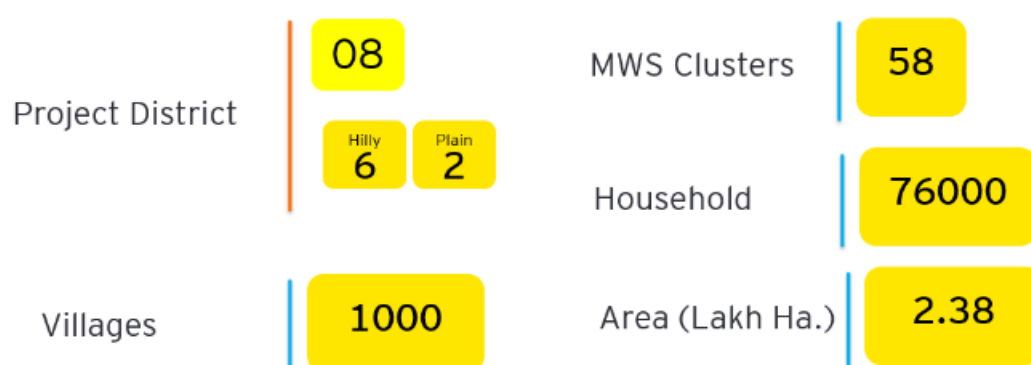 Project District
08
Hilly
6
Plain
2
Villages
1000
MWS Clusters
58
Household
76000
Area (Lakh Ha.)
2.38